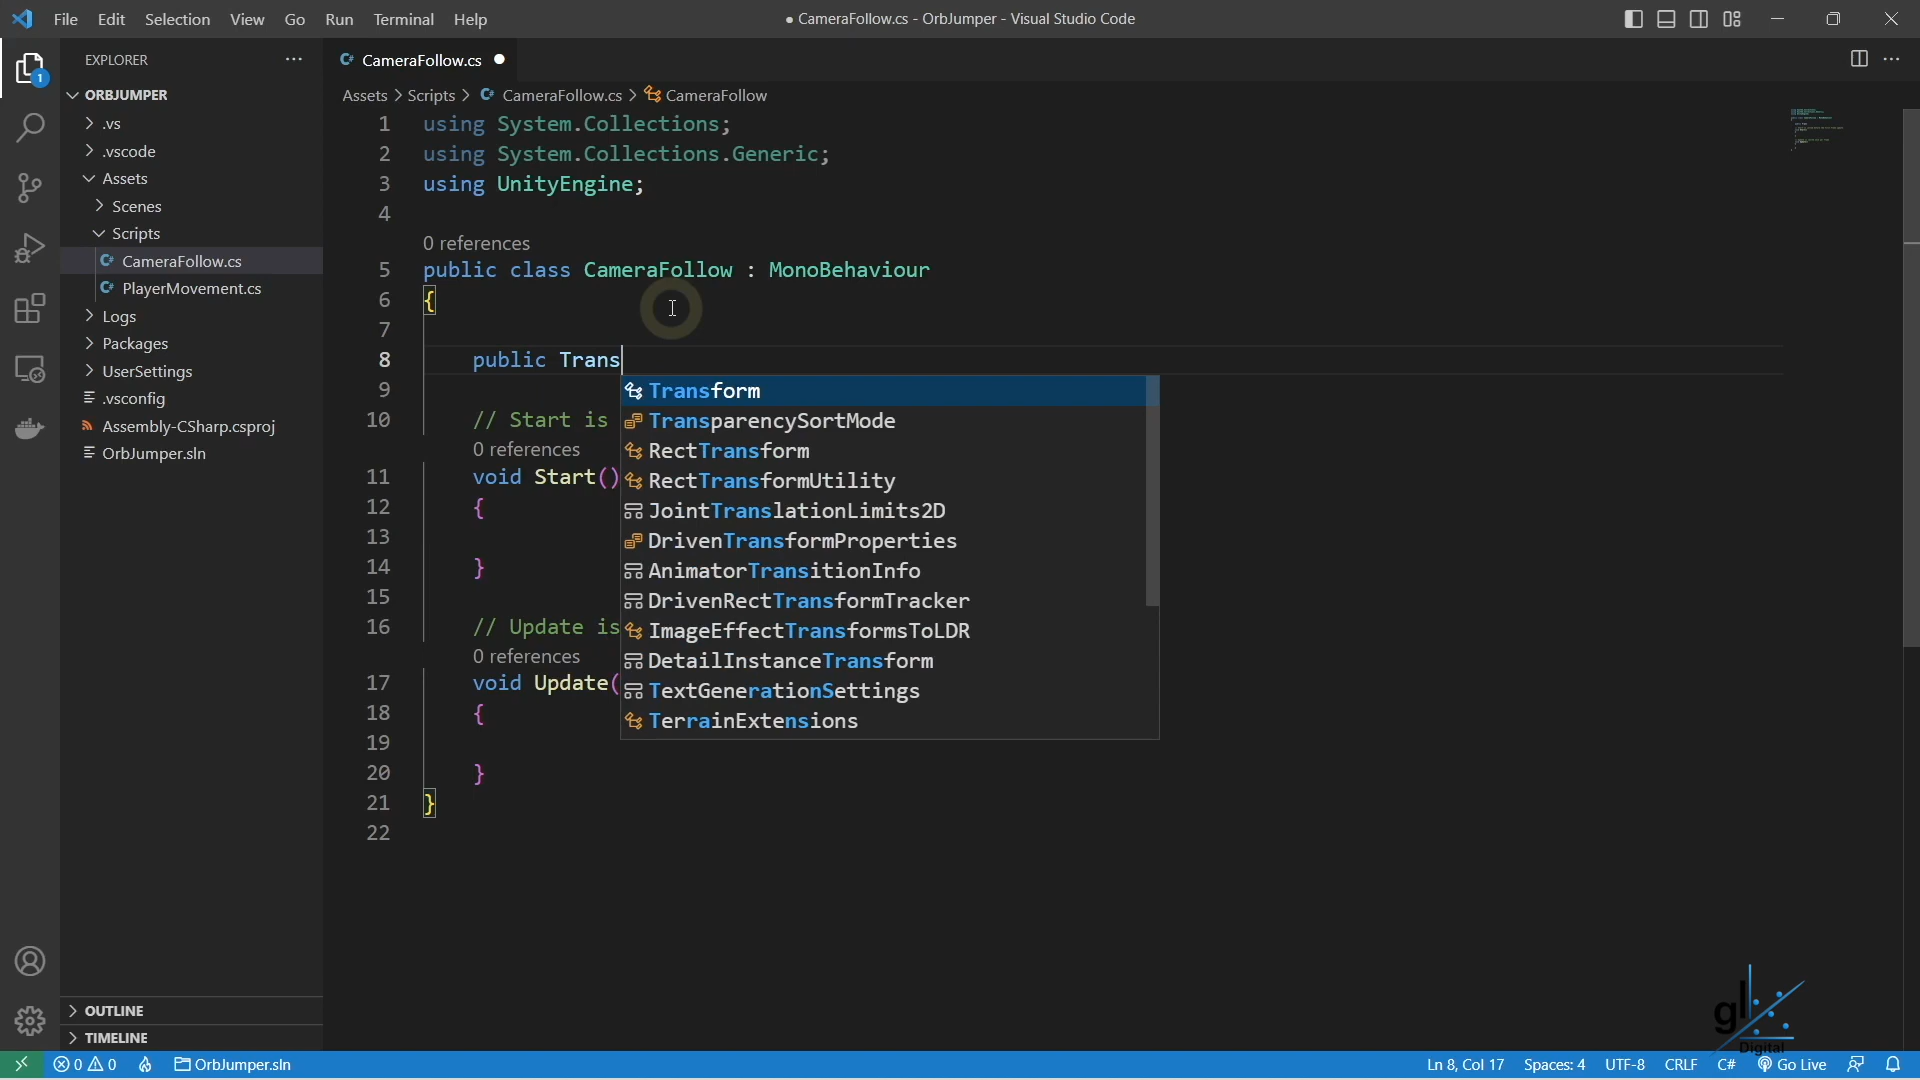 File Edit Selection View Go Run Terminal Help
● CameraFollow.cs - OrbJumper - Visual Studio Code
EXPLORER
ORBJUMPER
.vs
.vscode
Assets
Scenes
Scripts
CameraFollow.cs
PlayerMovement.cs
Logs
Packages
UserSettings
.vsconfig
Assembly-CSharp.csproj
OrbJumper.sln
OUTLINE
TIMELINE
1
C# CameraFollow.cs
Assets > Scripts > C# CameraFollow.cs > CameraFollow
1 using System.Collections;
2 using System.Collections.Generic;
3 using UnityEngine;
4
0 references
5 public class CameraFollow : MonoBehaviour
6 {
7
8 public Trans
9
10 // Start is
0 references
11 void Start()
12 {
13
14 }
15
16 // Update is
0 references
17 void Update(
18 {
19
20 }
21 }
22
Transform
TransparencySortMode
RectTransform
RectTransformUtility
JointTranslationLimits2D
DrivenTransformProperties
AnimatorTransitionInfo
DrivenRectTransformTracker
ImageEffectTransformsToLDR
DetailInstanceTransform
TextGenerationSettings
TerrainExtensions
gl
Digital
0 0 OrbJumper.sln
Ln 8, Col 17 Spaces: 4 UTF-8 CRLF C# Go Live